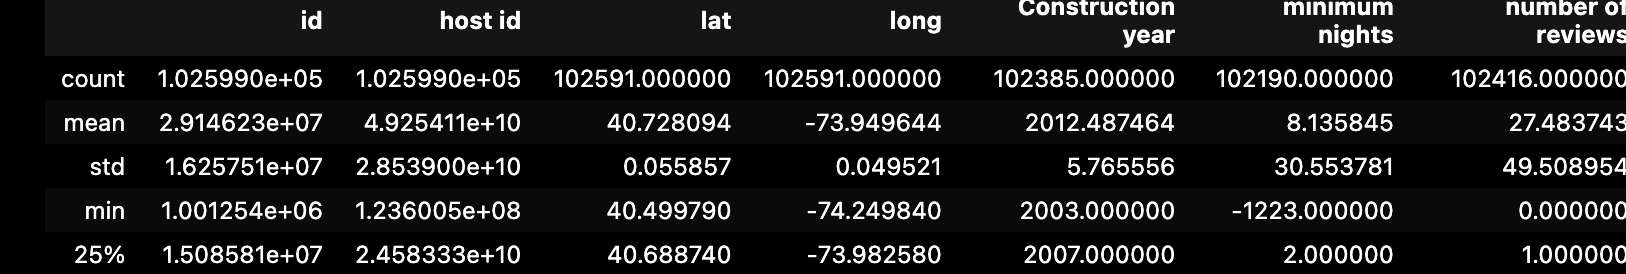 id host id lat long Construction year minimum nights number of reviews
count 1.025990e+05 1.025990e+05 102591.000000 102591.000000 102385.000000 102190.000000 102416.000000
mean 2.914623e+07 4.925411e+10 40.728094 -73.949644 2012.487464 8.135845 27.483743
std 1.625751e+07 2.853900e+10 0.055857 0.049521 5.765556 30.553781 49.508954
min 1.001254e+06 1.236005e+08 40.499790 -74.249840 2003.000000 -1223.000000 0.000000
25% 1.508581e+07 2.458333e+10 40.688740 -73.982580 2007.000000 2.000000 1.000000